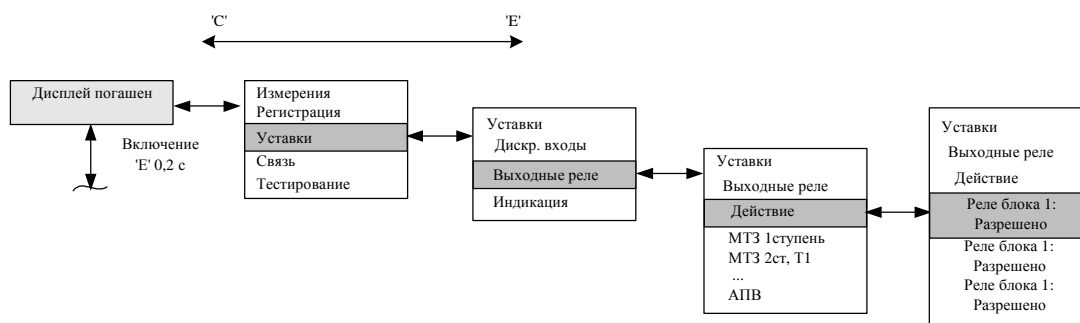 'C'
'E'
Дисплей погашен
Включение
'E' 0,2 с
Измерения
Регистрация
Уставки
Связь
Тестирование
Уставки
Дискр. входы
Выходные реле
Индикация
Уставки
Выходные реле
Действие
МТЗ 1ступень
МТЗ 2ст, Т1
...
АПВ
Уставки
Выходные реле
Действие
Реле блока 1:
Разрешено
Реле блока 1:
Разрешено
Реле блока 1:
Разрешено